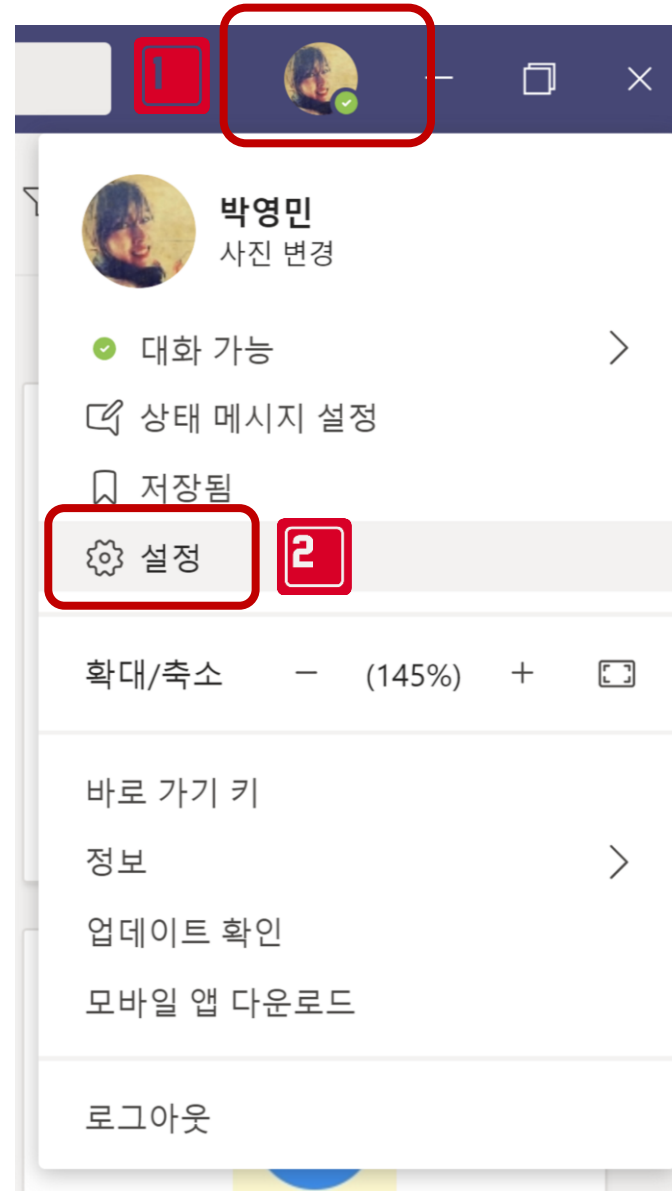 1
박영민
사진 변경
대화 가능
상태 메시지 설정
저장됨
설정
2
확대/축소 − (145%) +
바로 가기 키
정보
업데이트 확인
모바일 앱 다운로드
로그아웃